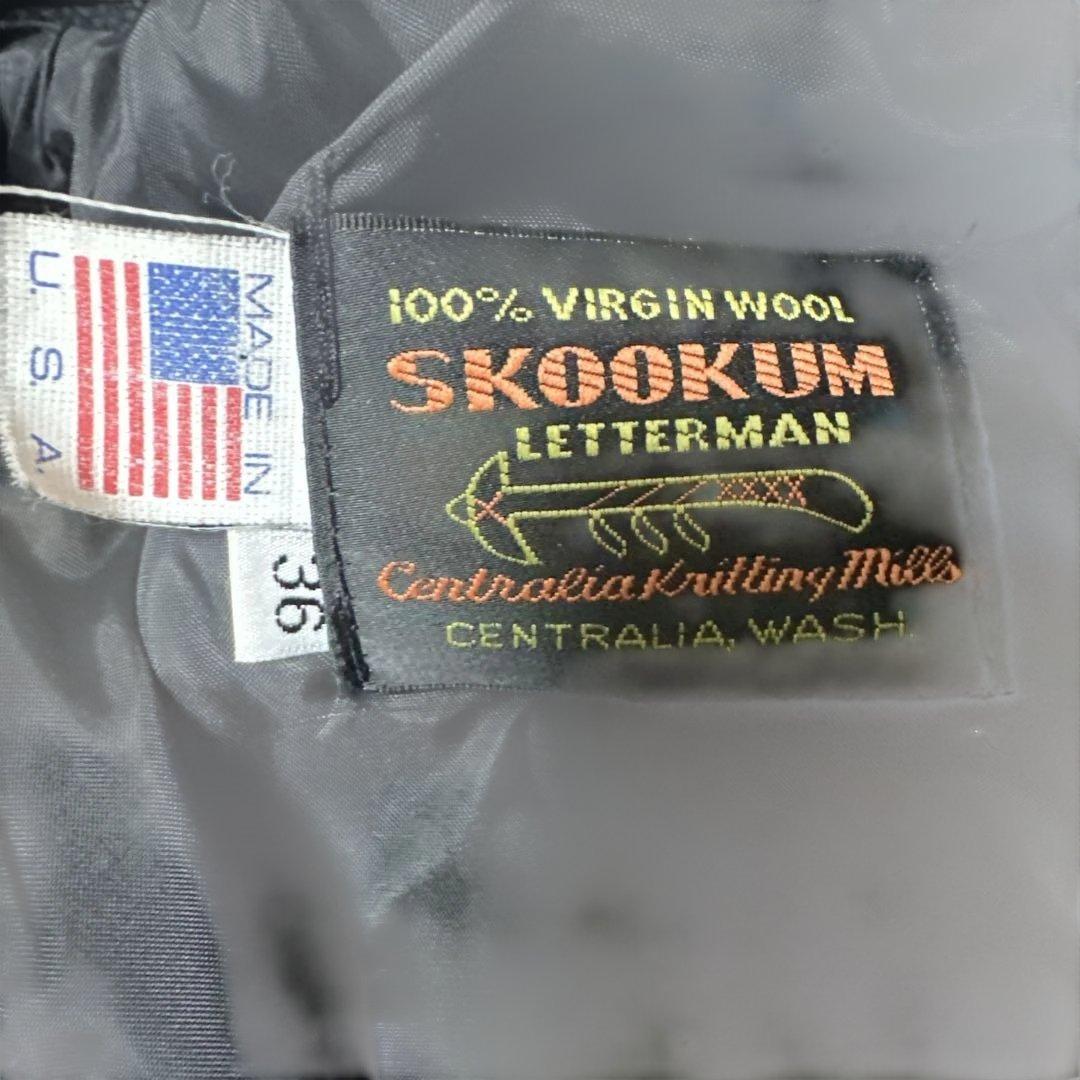 MADE IN
U. S. A.
36
100% VIRGIN WOOL
SKOOKUM
LETTERMAN
Centralia Knitting Mills
CENTRALIA, WASH.